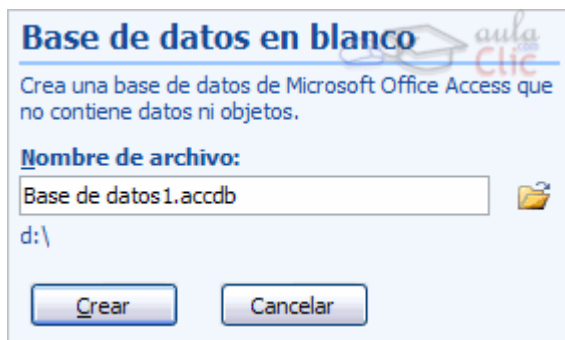 Base de datos en blanco
aula
.com
Clic
Crea una base de datos de Microsoft Office Access que
no contiene datos ni objetos.
Nombre de archivo:
Base de datos1.accdb
d:\
Crear
Cancelar